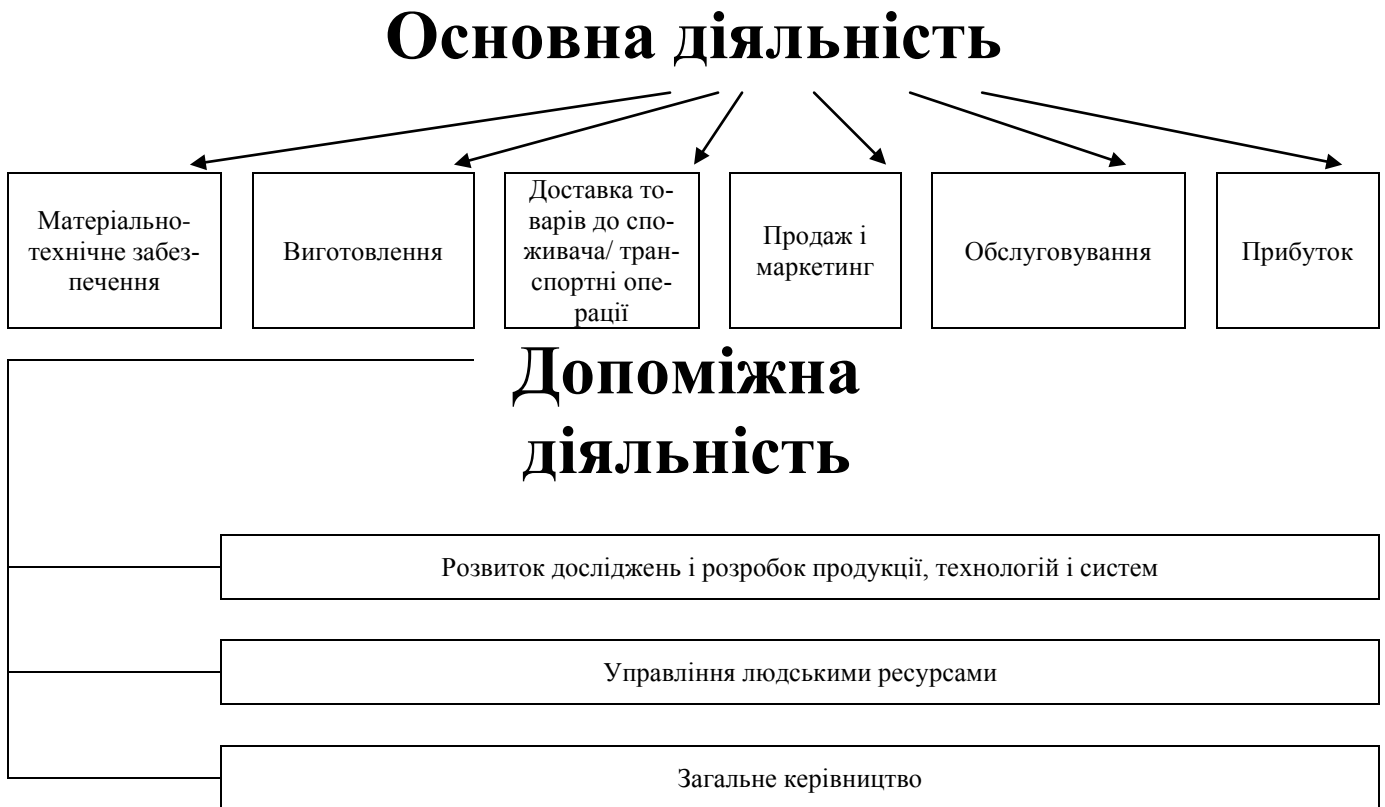 Основна діяльність
Матеріально-
технічне забез-
печення
Виготовлення
Доставка то-
варів до спо-
живача/ тран-
спортні опе-
рації
Продаж і
маркетинг
Обслуговування
Прибуток
Допоміжна
діяльність
Розвиток досліджень і розробок продукції, технологій і систем
Управління людськими ресурсами
Загальне керівництво